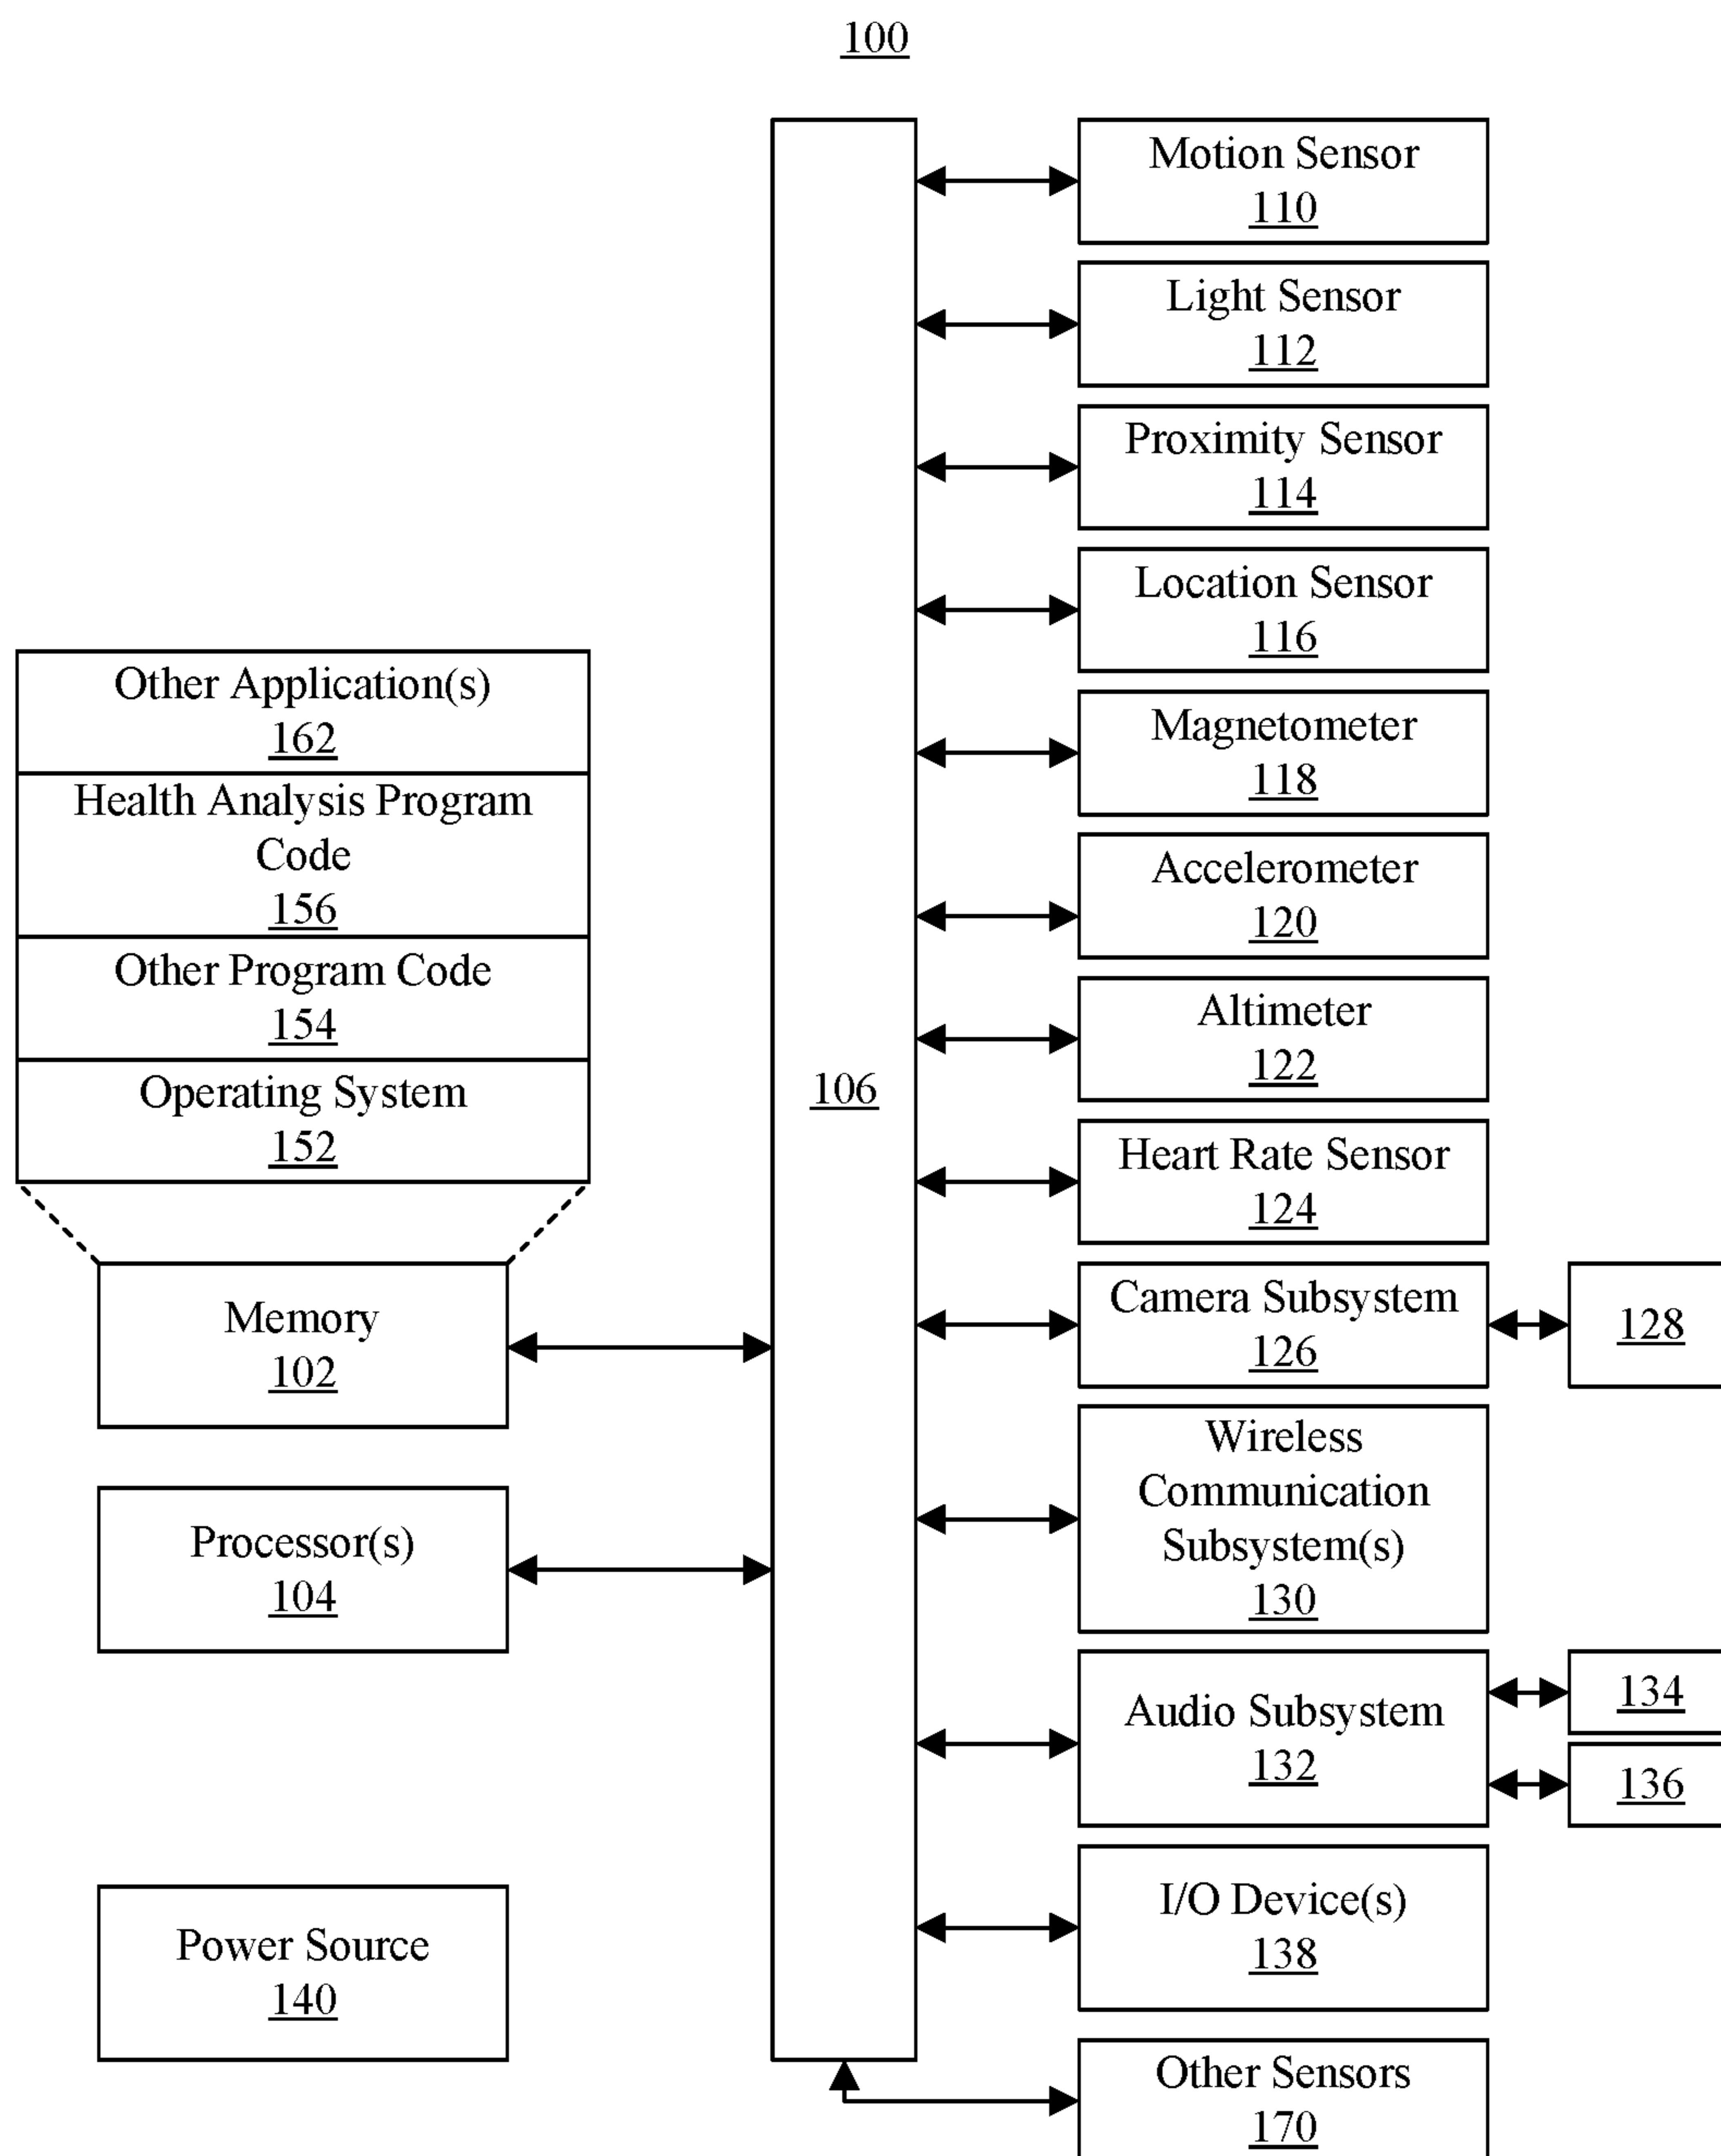 100
Motion Sensor
110
Light Sensor
112
Proximity Sensor
114
Location Sensor
116
Magnetometer
118
Accelerometer
120
Altimeter
122
Heart Rate Sensor
124
Camera Subsystem
126
128
Wireless
Communication
Subsystem(s)
130
Audio Subsystem
132
134
136
I/O Device(s)
138
Other Sensors
170
106
Other Application(s)
162
Health Analysis Program
Code
156
Other Program Code
154
Operating System
152
Memory
102
Processor(s)
104
Power Source
140